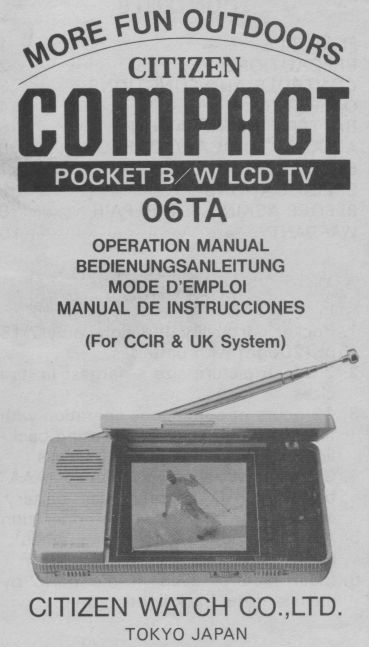 MORE FUN OUTDOORS
CITIZEN
COMPACT
POCKET B/W LCD TV
06TA
OPERATION MANUAL
BEDIENUNGSANLEITUNG
MODE D'EMPLOI
MANUAL DE INSTRUCCIONES
(For CCIR & UK System)
CITIZEN WATCH CO.,LTD.
TOKYO JAPAN